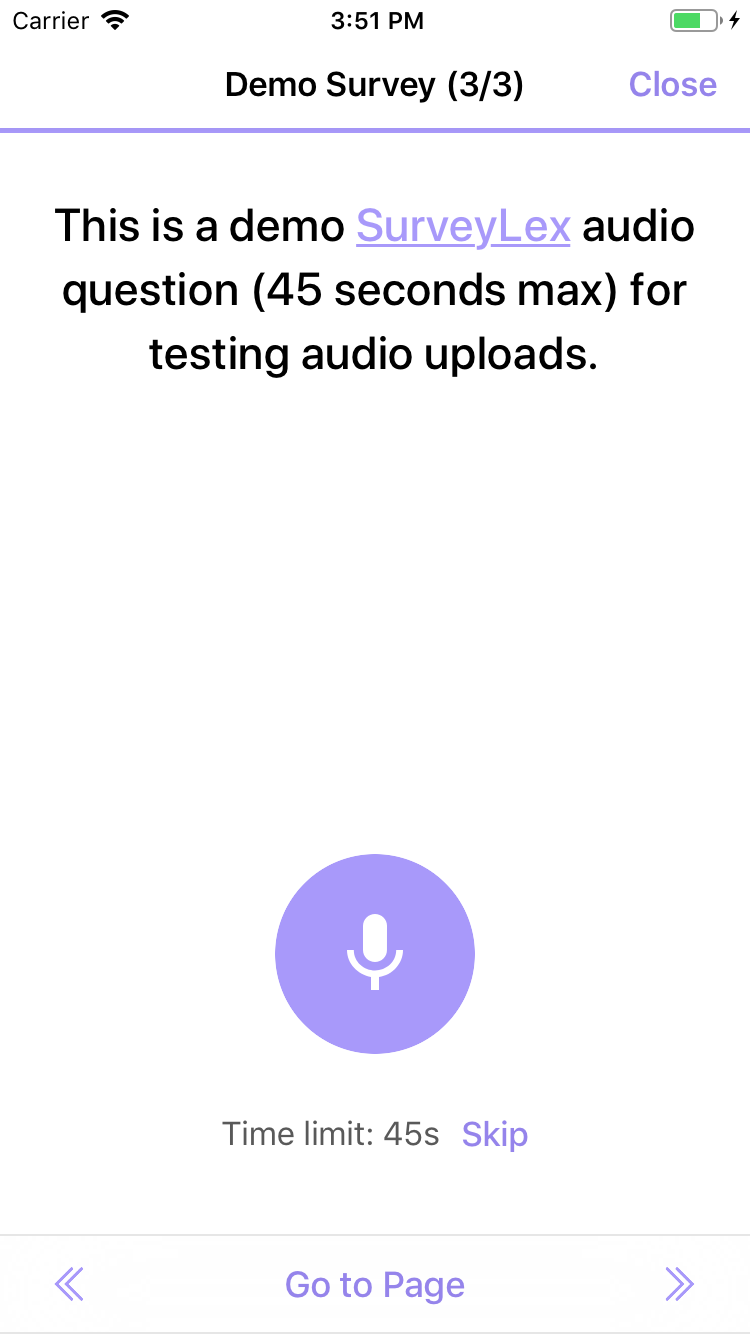 Carrier 3:51 PM
Demo Survey (3/3) Close
This is a demo SurveyLex audio
question (45 seconds max) for
testing audio uploads.
Time limit: 45s Skip
Go to Page